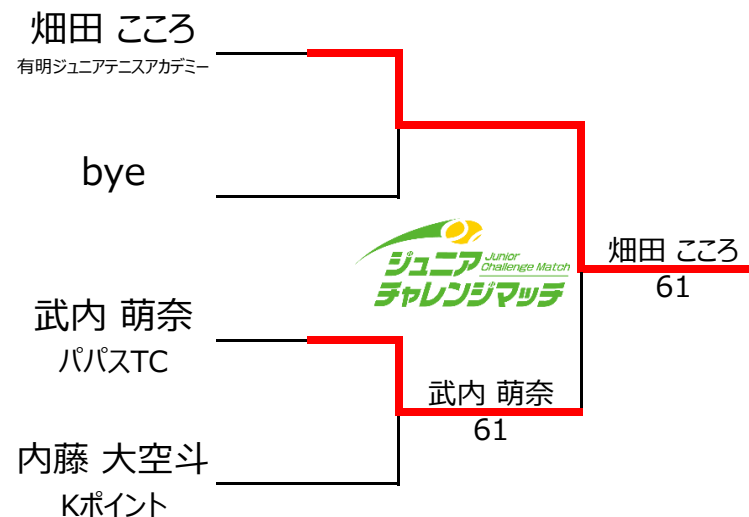 畑田 こころ
有明ジュニアテニスアカデミー
bye
ジュニア Junior Challenge Match
チャレンジマッチ
畑田 こころ
61
武内 萌奈
パパスTC
武内 萌奈
61
内藤 大空斗
Kポイント